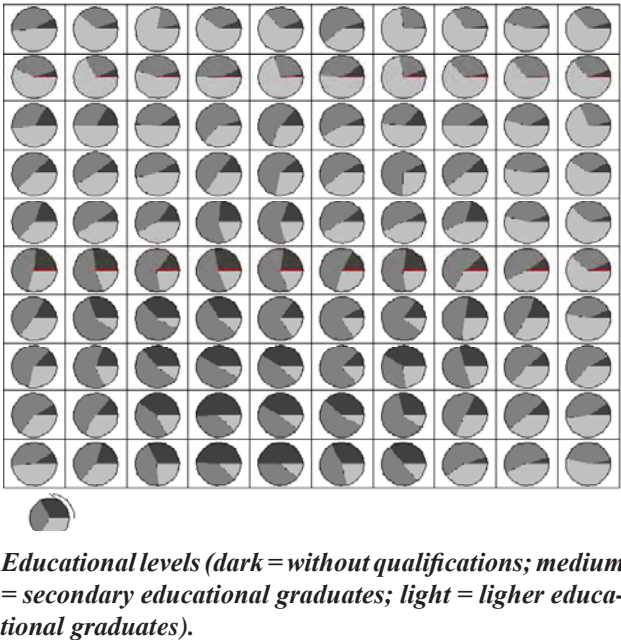 Educational levels (dark = without qualifications; medium
= secondary educational graduates; light = ligher educa-
tional graduates).